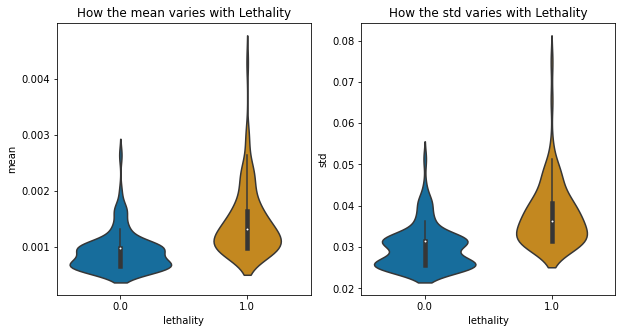 How the mean varies with Lethality
mean
0.004
0.003
0.002
0.001
0.0
1.0
lethality
How the std varies with Lethality
std
0.08
0.07
0.06
0.05
0.04
0.03
0.02
0.0
1.0
lethality